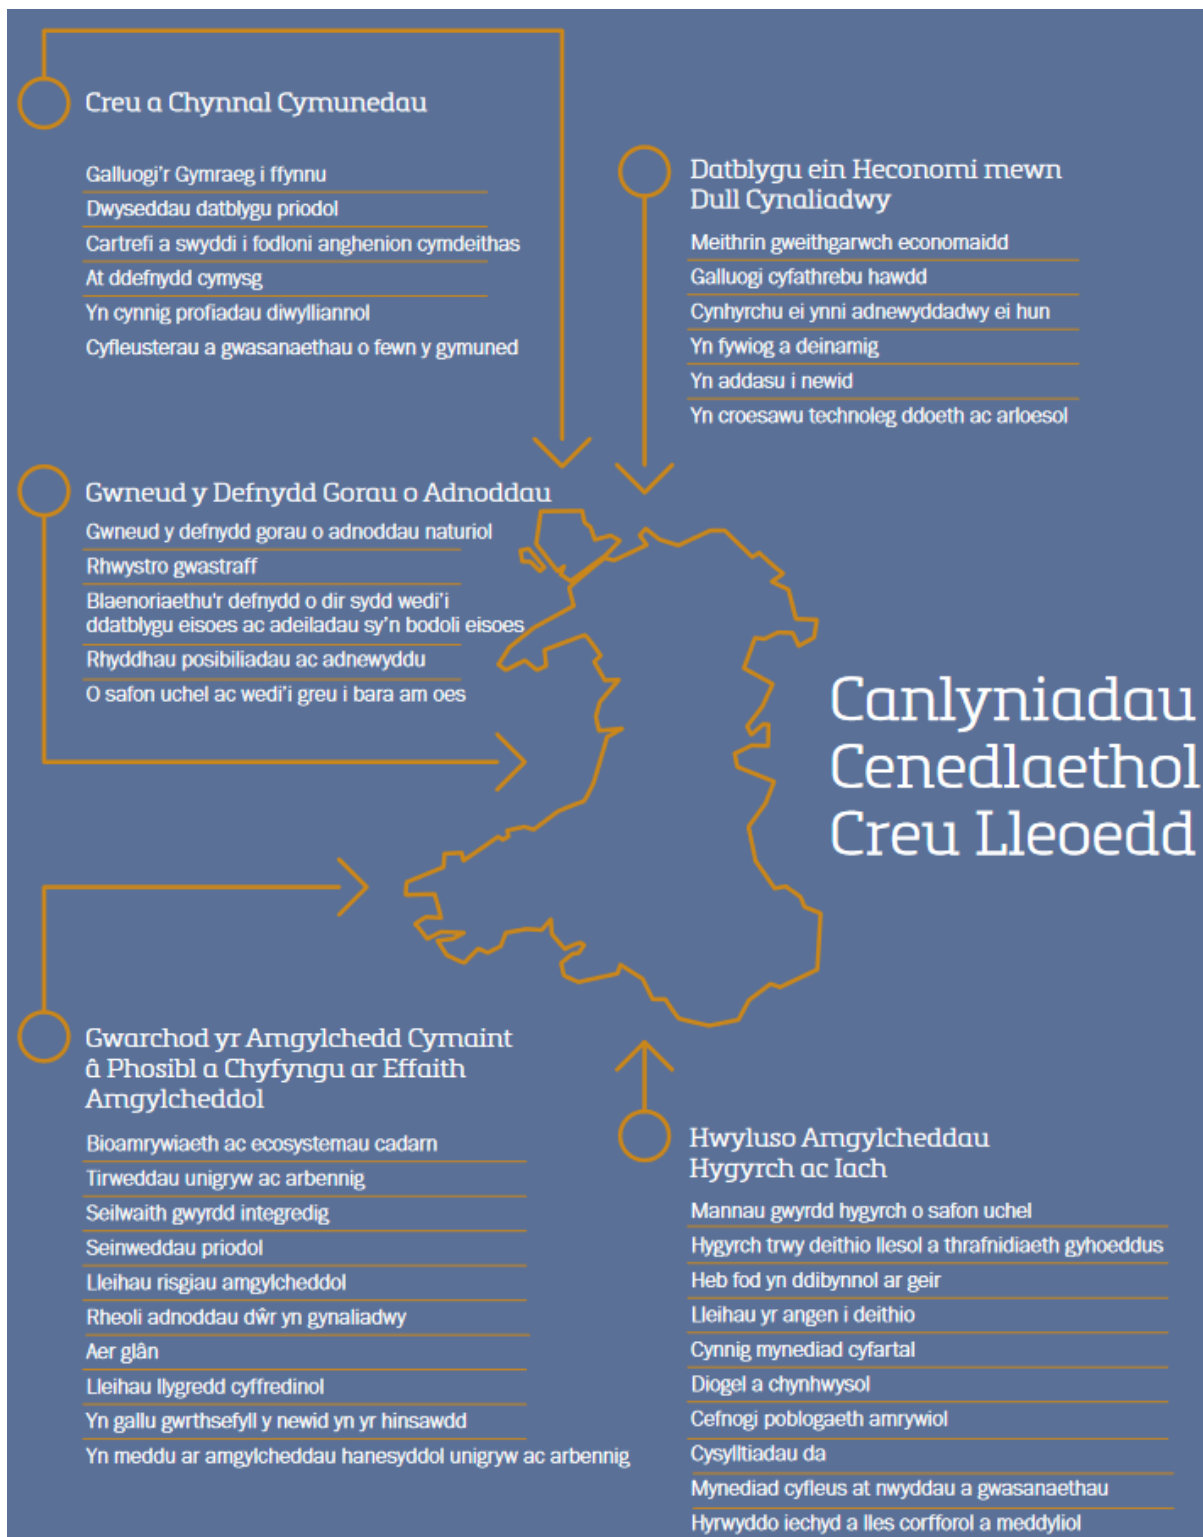 Creu a Chynnal Cymunedau
Galluogi'r Gymraeg i ffynnu
Dwyseddau datblygu priodol
Cartrefi a swyddi i fodloni anghenion cymdeithas
At ddefnydd cymysg
Yn cynnig profiadau diwylliannol
Cyfleusterau a gwasanaethau o fewn y gymuned
Datblygu ein Heconomi mewn
Dull Cynaliadwy
Meithrin gweithgarwch economaidd
Galluogi cyfathrebu hawdd
Cynhyrchu ei ynni adnewyddadwy ei hun
Yn fywiog a deinamig
Yn addasu i newid
Yn croesawu technoleg ddoeth ac arloesol
Gwneud y Defnydd Gorau o Adnoddau
Gwneud y defnydd gorau o adnoddau naturiol
Rhwystro gwastraff
Blaenoriaethu'r defnydd o dir sydd wedi'i
ddatblygu eisoes ac adeiladau sy'n bodoli eisoes
Rhyddhau posibiliadau ac adnewyddu
O safon uchel ac wedi'i greu i bara am oes
Canlyniadau
Cenedlaethol
Creu Lleoedd
Gwarchod yr Amgylchedd Cymaint
â Phosibl a Chyfyngu ar Effaith
Amgylcheddol
Bioamrywiaeth ac ecosystemau cadarn
Tirweddau unigryw ac arbennig
Seilwaith gwyrdd integredig
Seinweddau priodol
Lleihau risgiau amgylcheddol
Rheoli adnoddau dŵr yn gynaliadwy
Aer glân
Lleihau llygredd cyffredinol
Yn gallu gwrthsefyll y newid yn yr hinsawdd
Yn meddu ar amgylcheddau hanesyddol unigryw ac arbennig
Hwyluso Amgylcheddau
Hygyrch ac Iach
Mannau gwyrdd hygyrch o safon uchel
Hygyrch trwy deithio llesol a thrafnidiaeth gyhoeddus
Heb fod yn ddibynnol ar geir
Lleihau yr angen i deithio
Cynnig mynediad cyfartal
Diogel a chynhwysol
Cefnogi poblogaeth amrywiol
Cysylltiadau da
Mynediad cyfleus at nwyddau a gwasanaethau
Hyrwyddo iechyd a lles corfforol a meddyliol